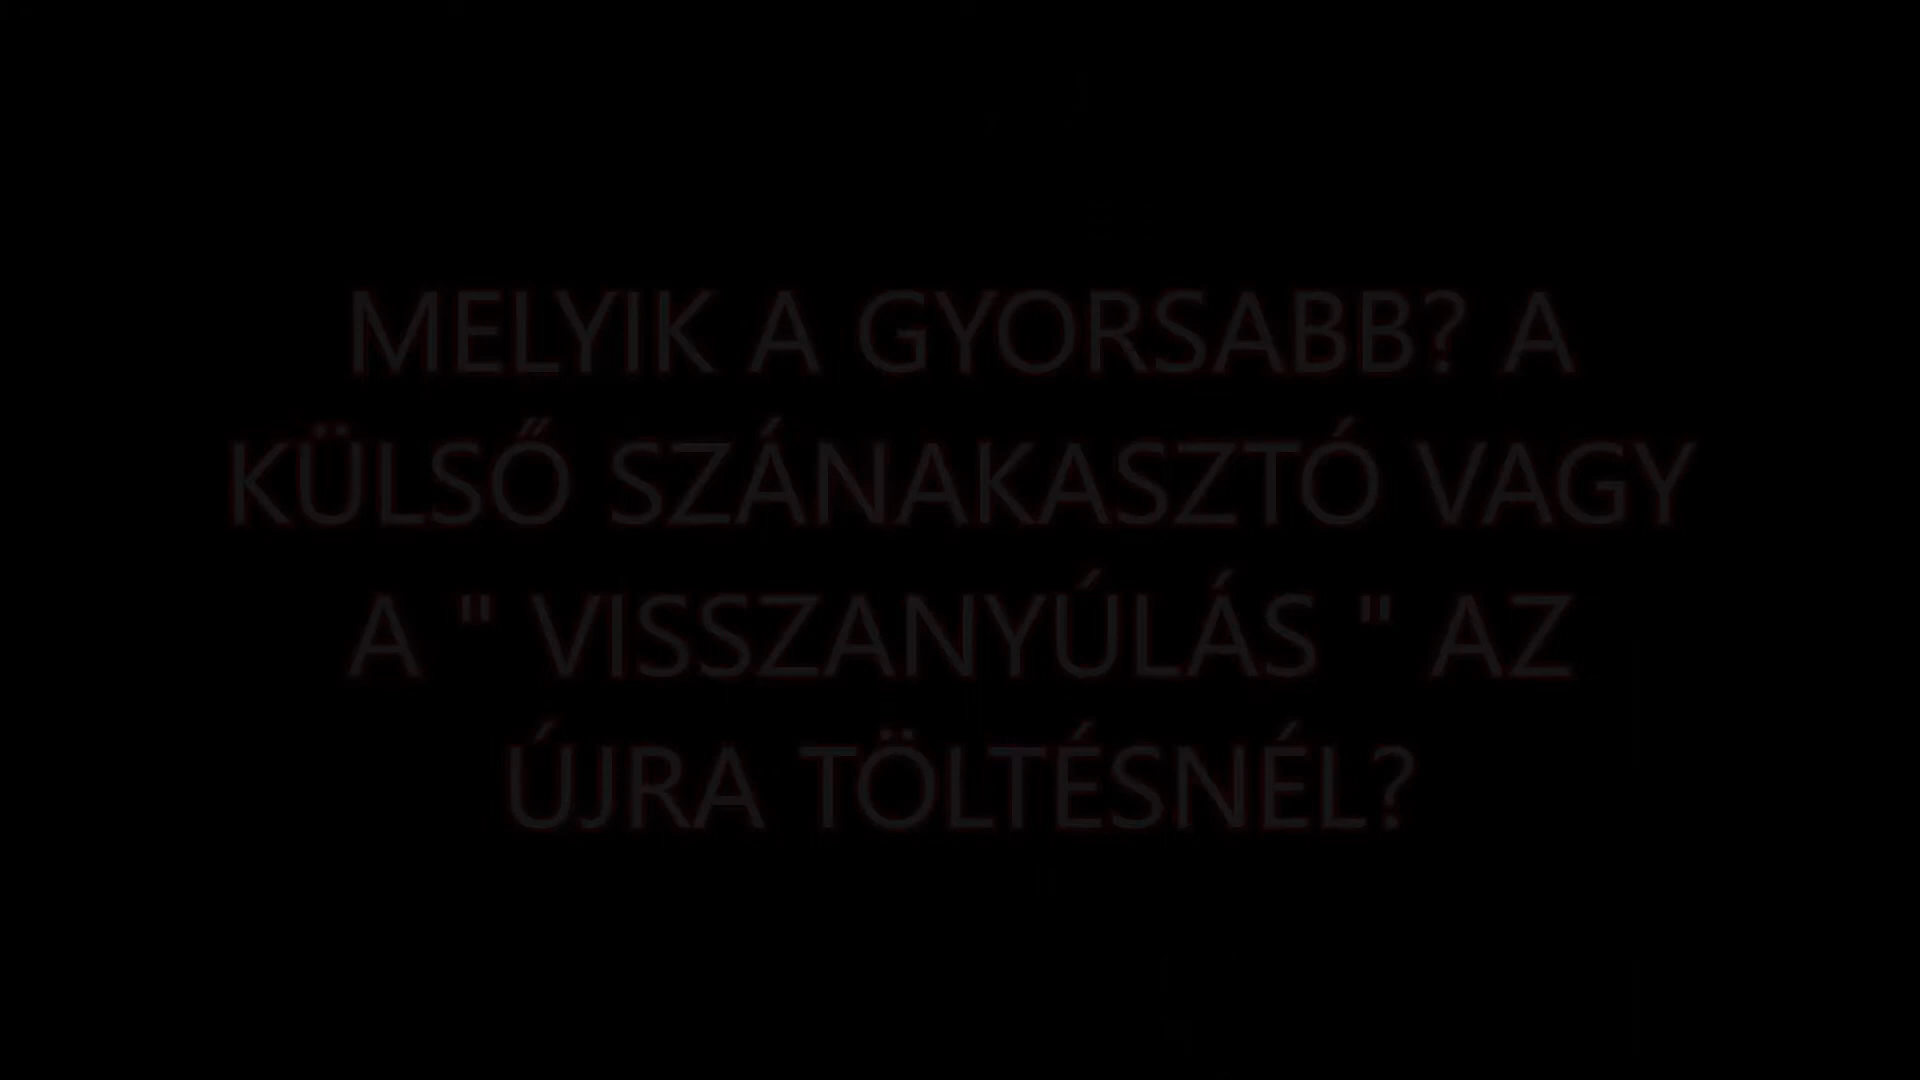 MELYIK A GYORSABB? A
KÜLSŐ SZÁNAKASZTÓ VAGY
A " VISSZANYÚLÁS " AZ
ÚJRA TÖLTÉSNÉL?